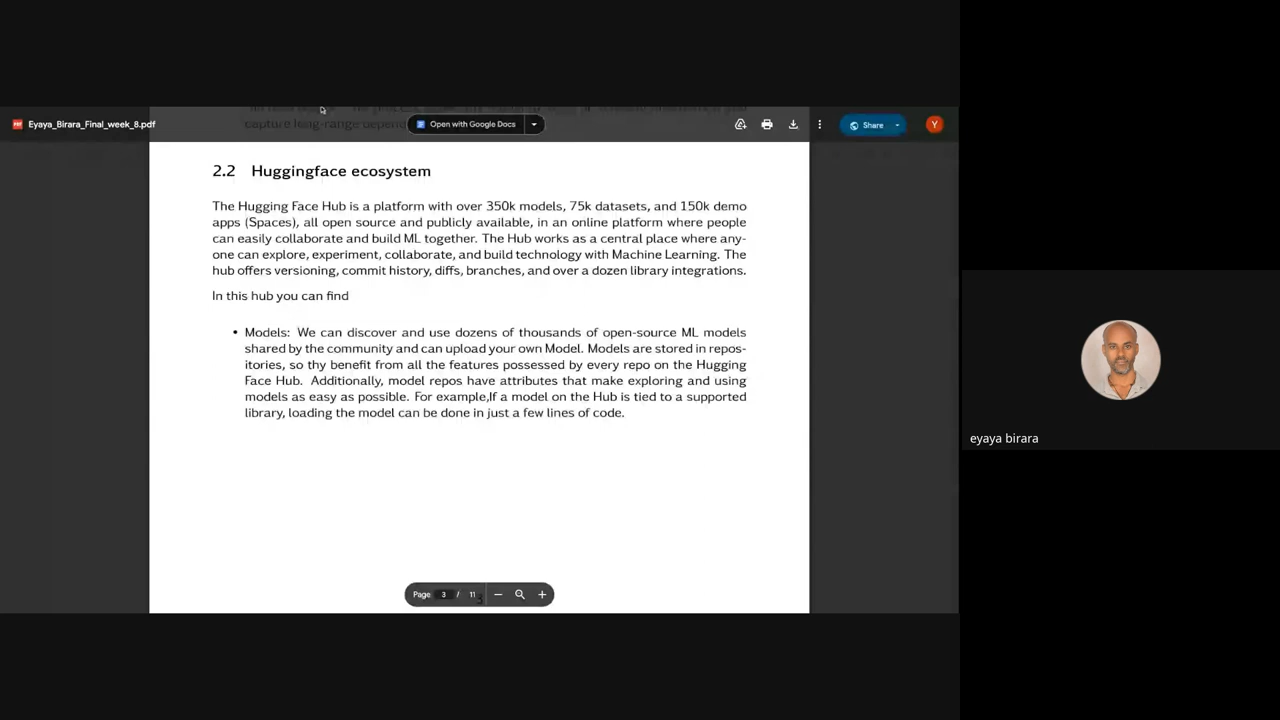 capture long-range depend
Eyaya_Birara_Final_week_8.pdf
Open with Google Docs
Share
Y
2.2 Huggingface ecosystem
The Hugging Face Hub is a platform with over 350k models, 75k datasets, and 150k demo
apps (Spaces), all open source and publicly available, in an online platform where people
can easily collaborate and build ML together. The Hub works as a central place where any-
one can explore, experiment, collaborate, and build technology with Machine Learning. The
hub offers versioning, commit history, diffs, branches, and over a dozen library integrations.
In this hub you can find
• Models: We can discover and use dozens of thousands of open-source ML models
shared by the community and can upload your own Model. Models are stored in repos-
itories, so thy benefit from all the features possessed by every repo on the Hugging
Face Hub. Additionally, model repos have attributes that make exploring and using
models as easy as possible. For example,If a model on the Hub is tied to a supported
library, loading the model can be done in just a few lines of code.
Page 3 / 11
3
eyaya birara